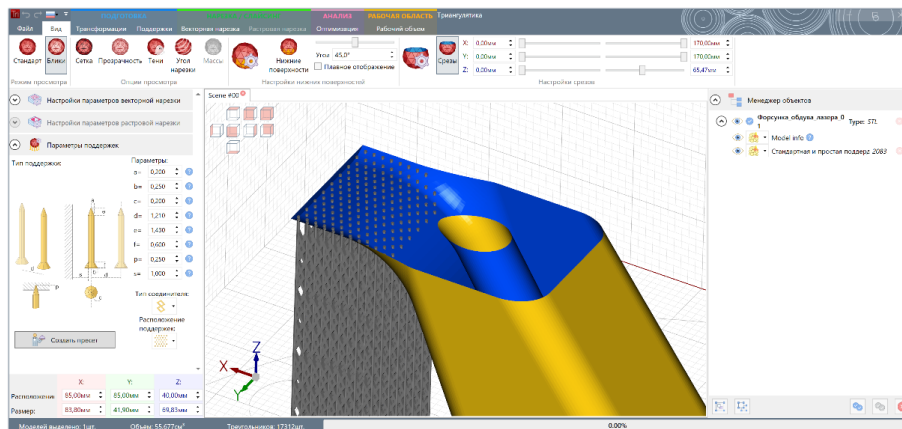 ПОДГОТОВКА АНАЛИЗ РАБОЧАЯ ОБЛАСТЬ Триангулятика
Файл Вид Трансформации Поддержки Векторная нарезка Растровая нарезка Оптимизация Рабочий объем
Стандарт Блики Сетка Прозрачность Тени Угол нарезки Массы Нижние поверхности Угол 45,0° Плавное отображение Срезы
X: 0,00мм 170,00мм
Y: 0,00мм 170,00мм
Z: 0,00мм 65,47мм
Режим просмотра Опции просмотра Настройки нижних поверхностей Настройки срезов
Настройки параметров векторной нарезки
Настройки параметров растровой нарезки
Параметры поддержек
Тип поддержки:
Параметры:
a= 0,200
b= 0,250
c= 0,200
d= 1,210
e= 1,400
f= 0,600
p= 0,250
s= 1,000
Тип соединителя:
Расположение поддержек:
Создать пресет
X: Y: Z:
Расположение 85,00мм 85,00мм 40,00мм
Размер: 83,80мм 41,90мм 69,83мм
Scene #00
X
Y
Z
Менеджер объектов
Форсунка_обдува_лазера_0
1
Type: STL
Model info
Стандартная и простая поддерж 2083
Моделей выделено: 1шт. Объем: 55,677см³ Треугольников: 17312шт. 0.00%